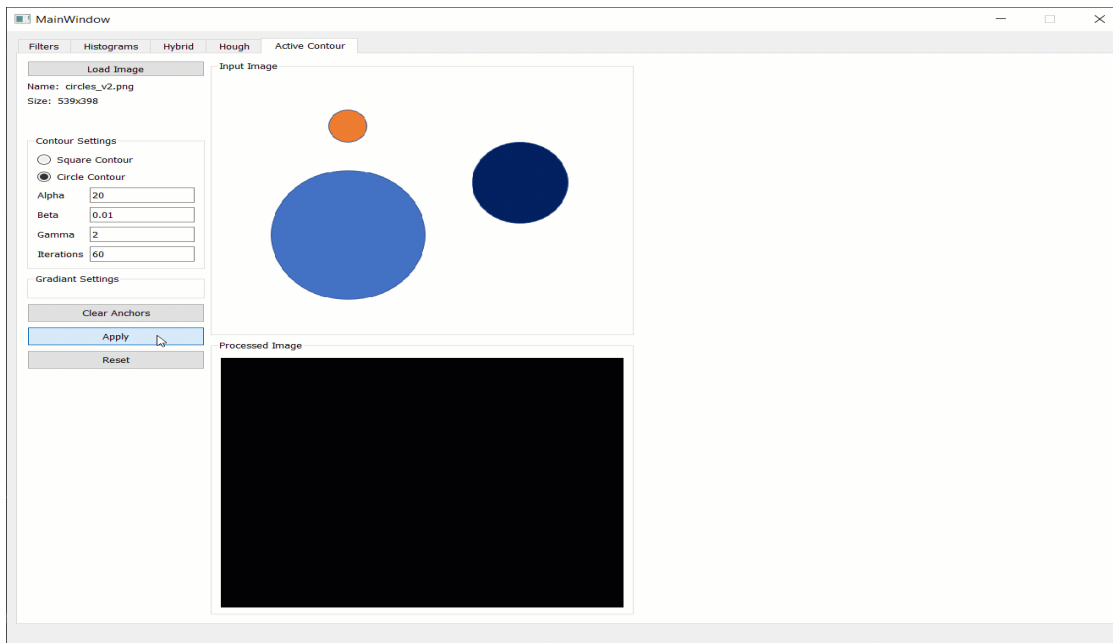 MainWindow
Filters Histograms Hybrid Hough Active Contour
Load Image
Name: circles_v2.png
Size: 539x398
Contour Settings
Square Contour
Circle Contour
Alpha 20
Beta 0.01
Gamma 2
Iterations 60
Gradiant Settings
Clear Anchors
Apply
Reset
Input Image
Processed Image